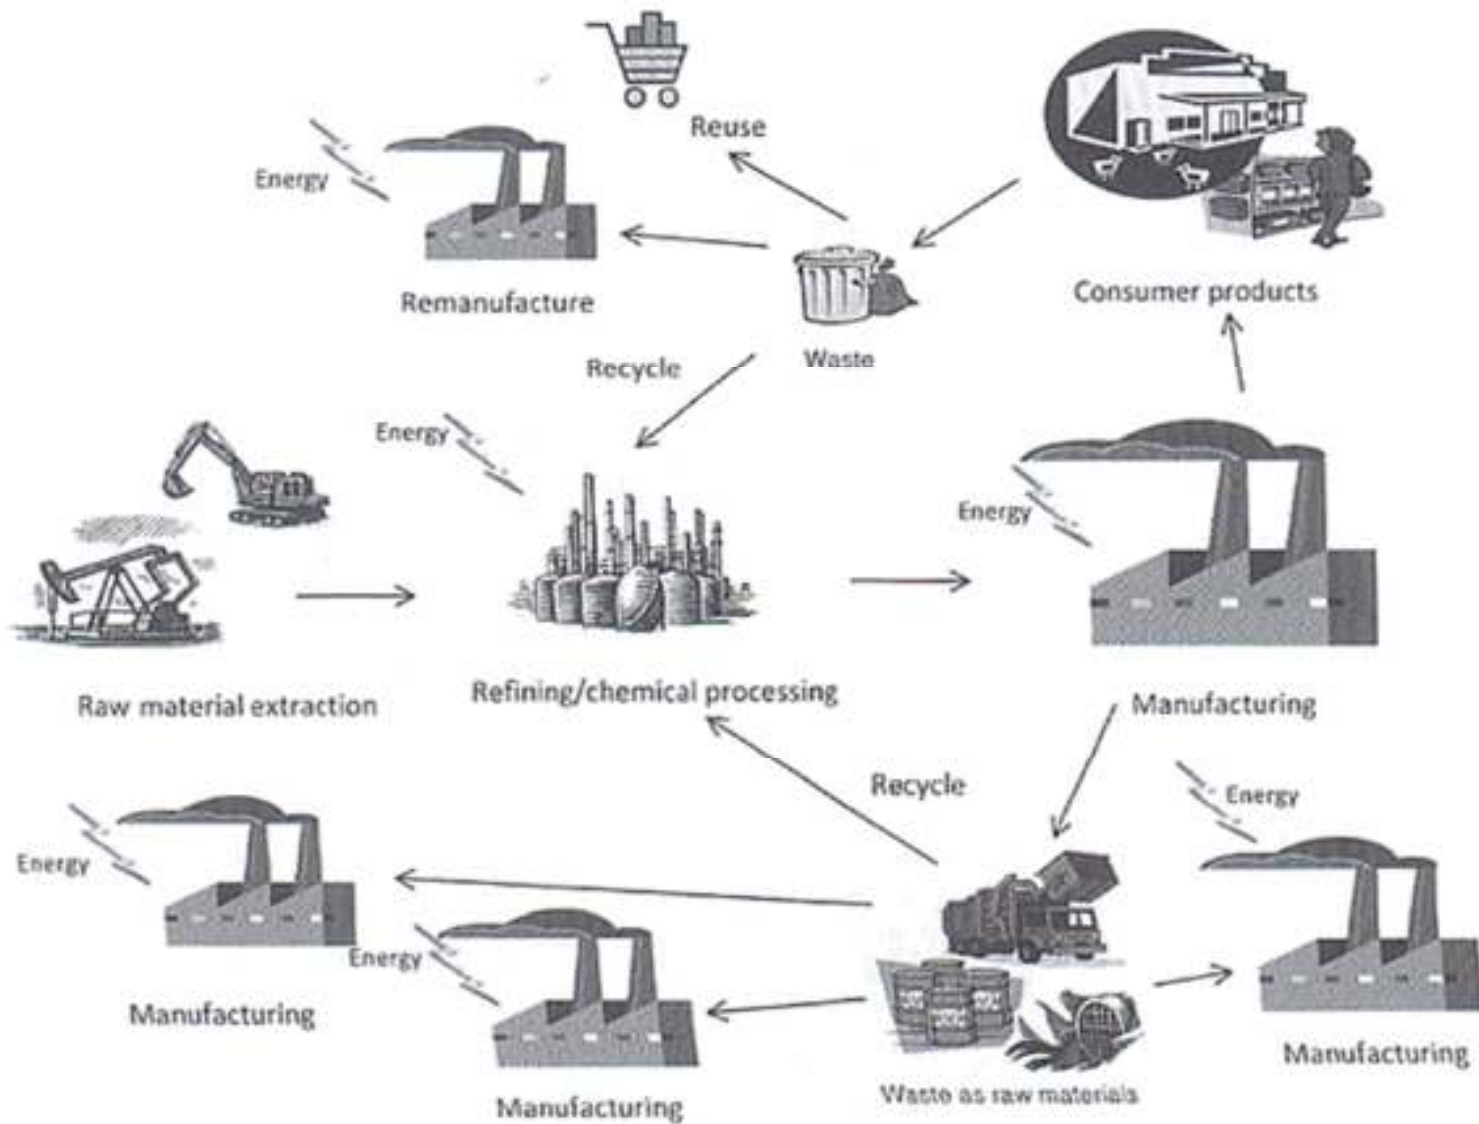 Reuse
Energy
Remanufacture
Consumer products
Waste
Recycle
Energy
Energy
Raw material extraction
Refining/chemical processing
Manufacturing
Recycle
Energy
Energy
Energy
Manufacturing
Manufacturing
Manufacturing
Waste as raw materials